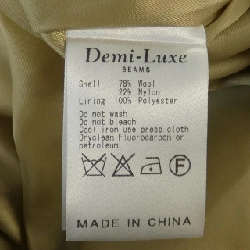 Demi-Luxe
BEAMS
Shell 78% Wool
22% Nylon
Lining 100% Polyester
Do not wash
Do not bleach
Cool iron use press cloth
Dryclean fluorocarbon or
petroleum
F
MADE IN CHINA